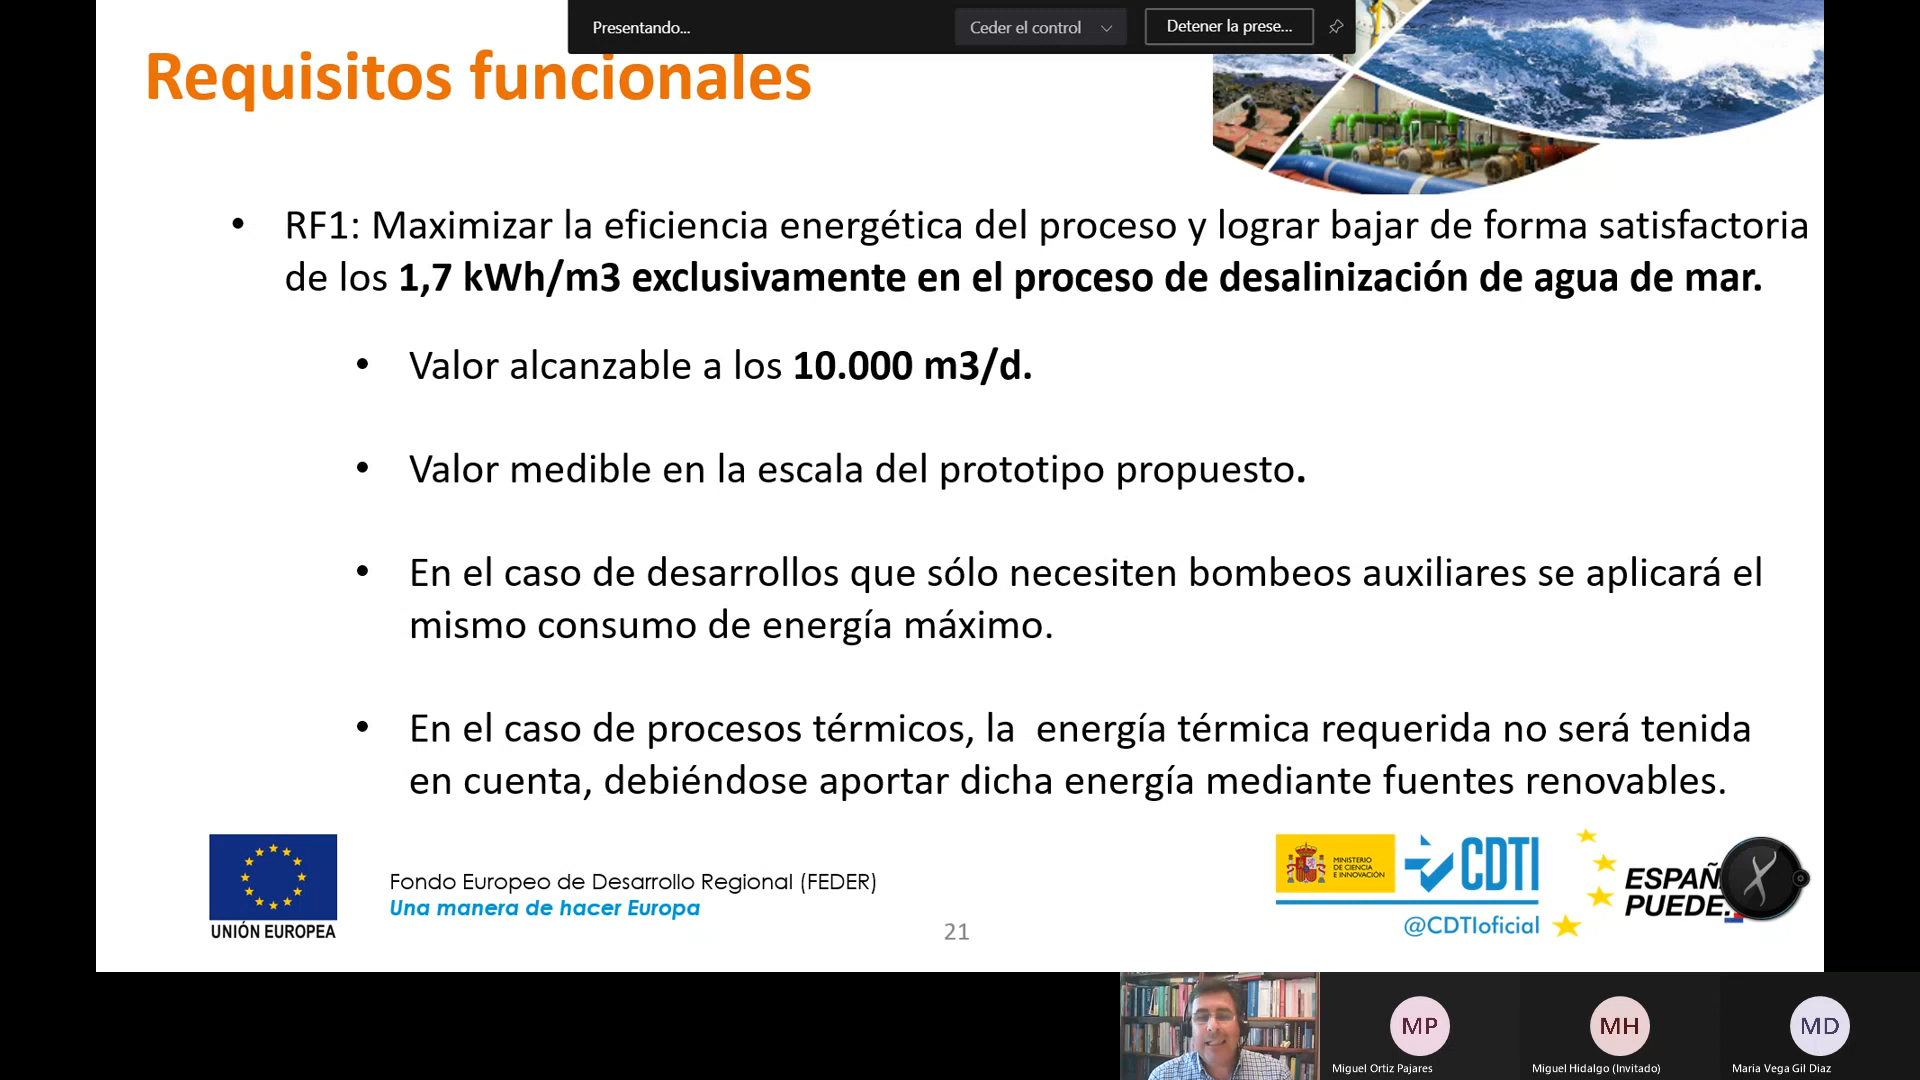 Presentando...
Ceder el control
Detener la prese...
Requisitos funcionales
• RF1: Maximizar la eficiencia energética del proceso y lograr bajar de forma satisfactoria
de los 1,7 kWh/m3 exclusivamente en el proceso de desalinización de agua de mar.
• Valor alcanzable a los 10.000 m3/d.
• Valor medible en la escala del prototipo propuesto.
• En el caso de desarrollos que sólo necesiten bombeos auxiliares se aplicará el
mismo consumo de energía máximo.
• En el caso de procesos térmicos, la energía térmica requerida no será tenida
en cuenta, debiéndose aportar dicha energía mediante fuentes renovables.
UNIÓN EUROPEA
Fondo Europeo de Desarrollo Regional (FEDER)
Una manera de hacer Europa
21
MINISTERIO
DE CIENCIA
E INNOVACIÓN
CDTI
@CDTIoficial
ESPAÑ
PUEDE.
MP
MH
MD
Miguel Ortiz Pajares
Miguel Hidalgo (Invitado)
Maria Vega Gil Diaz